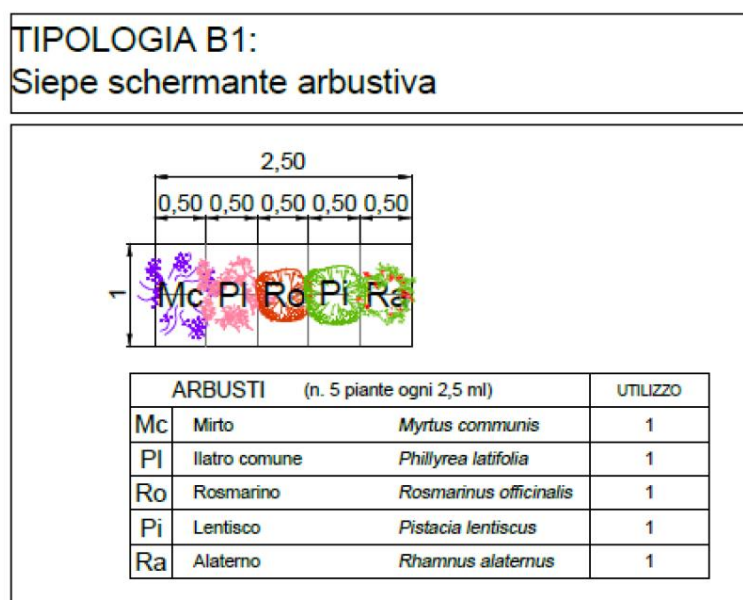 TIPOLOGIA B1:
Siepe schermante arbustiva
2,50
0,50 0,50 0,50 0,50 0,50
1
Mc Pl Ro Pi Ra
ARBUSTI (n. 5 piante ogni 2,5 ml) UTILIZZO
Mc Mirto Myrtus communis 1
Pl Ilatro comune Phillyrea latifolia 1
Ro Rosmarino Rosmarinus officinalis 1
Pi Lentisco Pistacia lentiscus 1
Ra Alaterno Rhamnus alaternus 1